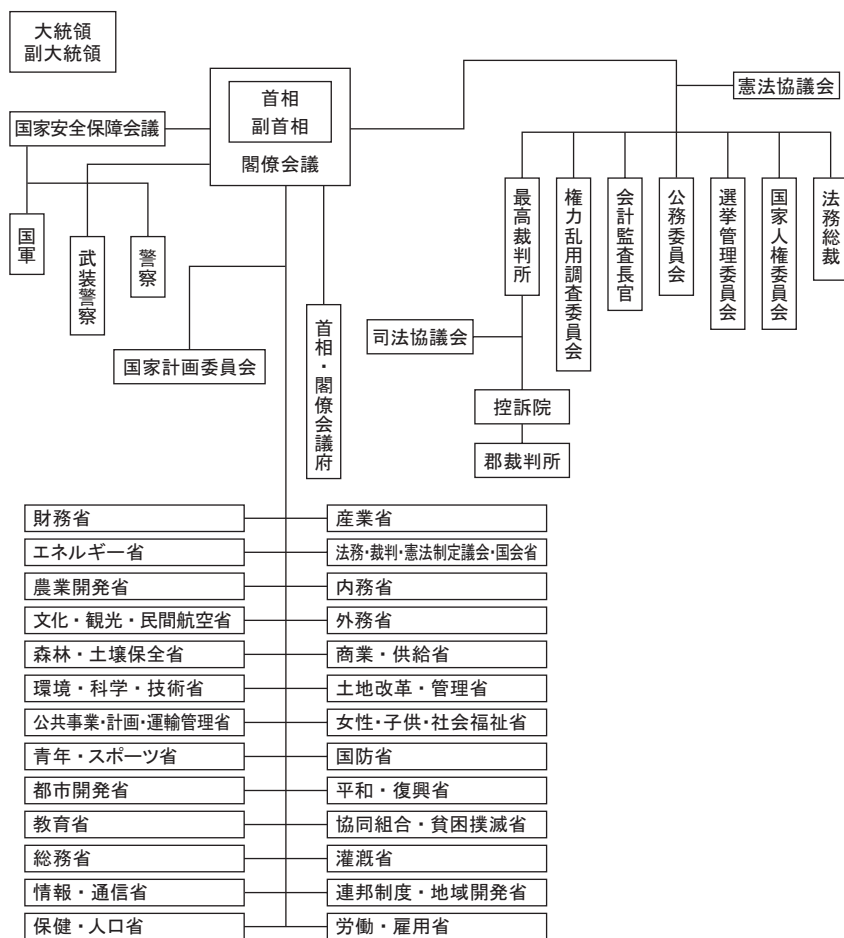 大統領
副大統領
首相
副首相
閣僚会議
憲法協議会
国家安全保障会議
国軍
武装警察
警察
最高裁判所
権力乱用調査委員会
会計監査長官
公務委員会
選挙管理委員会
国家人権委員会
法務総裁
国家計画委員会
首相・閣僚会議府
司法協議会
控訴院
郡裁判所
財務省
産業省
エネルギー省
法務・裁判・憲法制定議会・国会省
農業開発省
内務省
文化・観光・民間航空省
外務省
森林・土壌保全省
商業・供給省
環境・科学・技術省
土地改革・管理省
公共事業・計画・運輸管理省
女性・子供・社会福祉省
青年・スポーツ省
国防省
都市開発省
平和・復興省
教育省
協同組合・貧困撲滅省
総務省
灌漑省
情報・通信省
連邦制度・地域開発省
保健・人口省
労働・雇用省